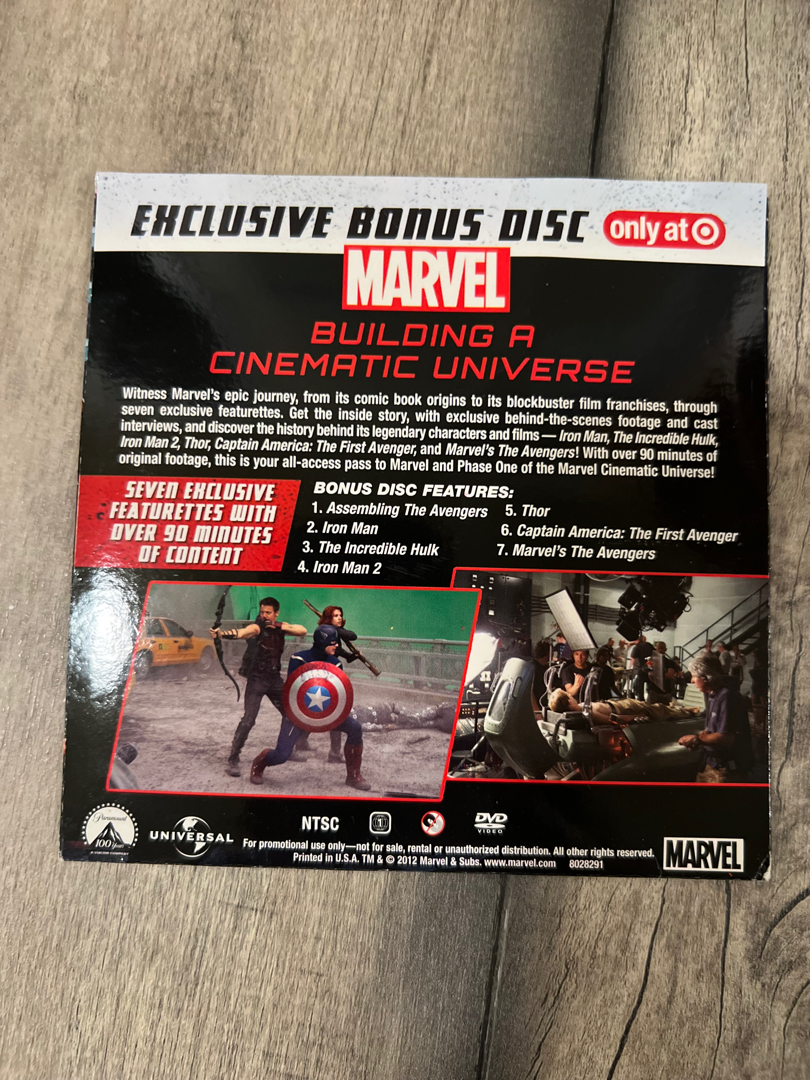 EXCLUSIVE BONUS DISC only at
MARVEL
BUILDING A
CINEMATIC UNIVERSE
Witness Marvel's epic journey, from its comic book origins to its blockbuster film franchises, through
seven exclusive featurettes. Get the inside story, with exclusive behind-the-scenes footage and cast
interviews, and discover the history behind its legendary characters and films — Iron Man, The Incredible Hulk,
Iron Man 2, Thor, Captain America: The First Avenger, and Marvel's The Avengers! With over 90 minutes of
original footage, this is your all-access pass to Marvel and Phase One of the Marvel Cinematic Universe!
SEVEN EXCLUSIVE
FEATURETTES WITH
OVER 90 MINUTES
OF CONTENT
BONUS DISC FEATURES:
1. Assembling The Avengers
2. Iron Man
3. The Incredible Hulk
4. Iron Man 2
5. Thor
6. Captain America: The First Avenger
7. Marvel's The Avengers
Paramount
100 Years
A VIACOM COMPANY
UNIVERSAL
NTSC
DVD
VIDEO
For promotional use only—not for sale, rental or unauthorized distribution. All other rights reserved.
Printed in U.S.A. TM & © 2012 Marvel & Subs. www.marvel.com 8028291
MARVEL